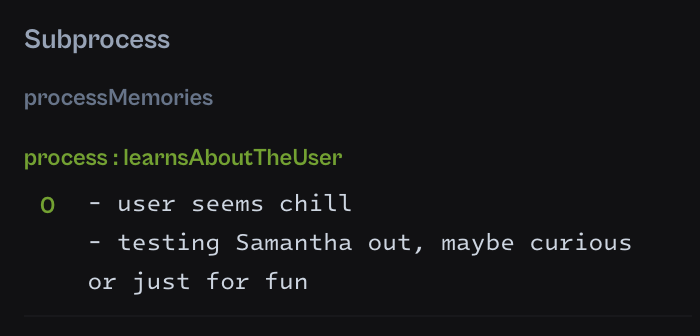 Subprocess
processMemories
process : learnsAboutTheUser
0 - user seems chill
- testing Samantha out, maybe curious
or just for fun